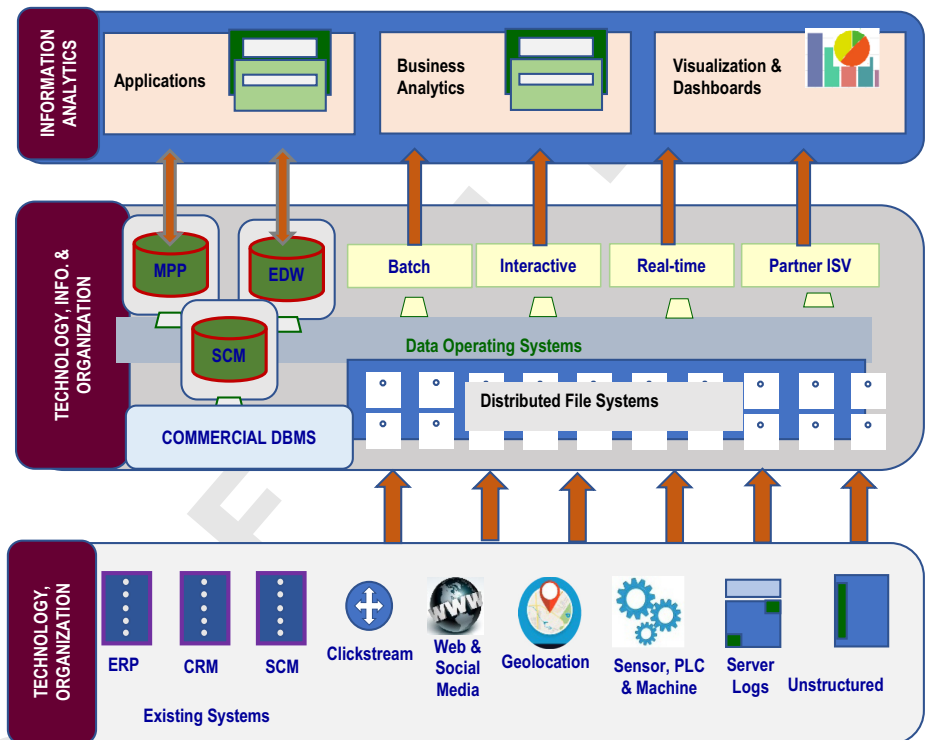 INFORMATION
ANALYTICS
Applications
Business
Analytics
Visualization &
Dashboards
TECHNOLOGY, INFO. &
ORGANIZATION
MPP
EDW
SCM
Batch
Interactive
Real-time
Partner ISV
Data Operating Systems
Distributed File Systems
COMMERCIAL DBMS
TECHNOLOGY,
ORGANIZATION
ERP
CRM
SCM
Existing Systems
Clickstream
www
Web &
Social
Media
Geolocation
Sensor, PLC
& Machine
Server
Logs
Unstructured